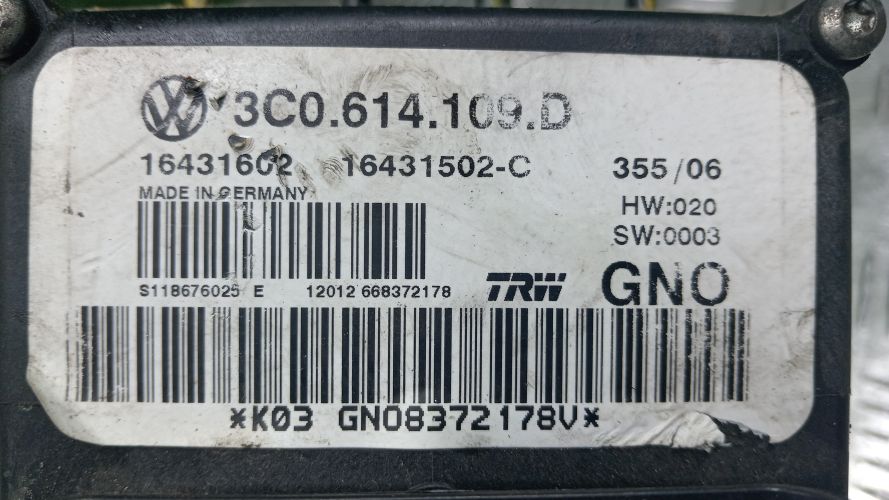 3C0.614.109.D
16431602 16431502-C 355/06
MADE IN GERMANY
HW:020
SW:0003
S118676025 E 12012 668372178 TRW GNO
*K03 GNO8372178V*